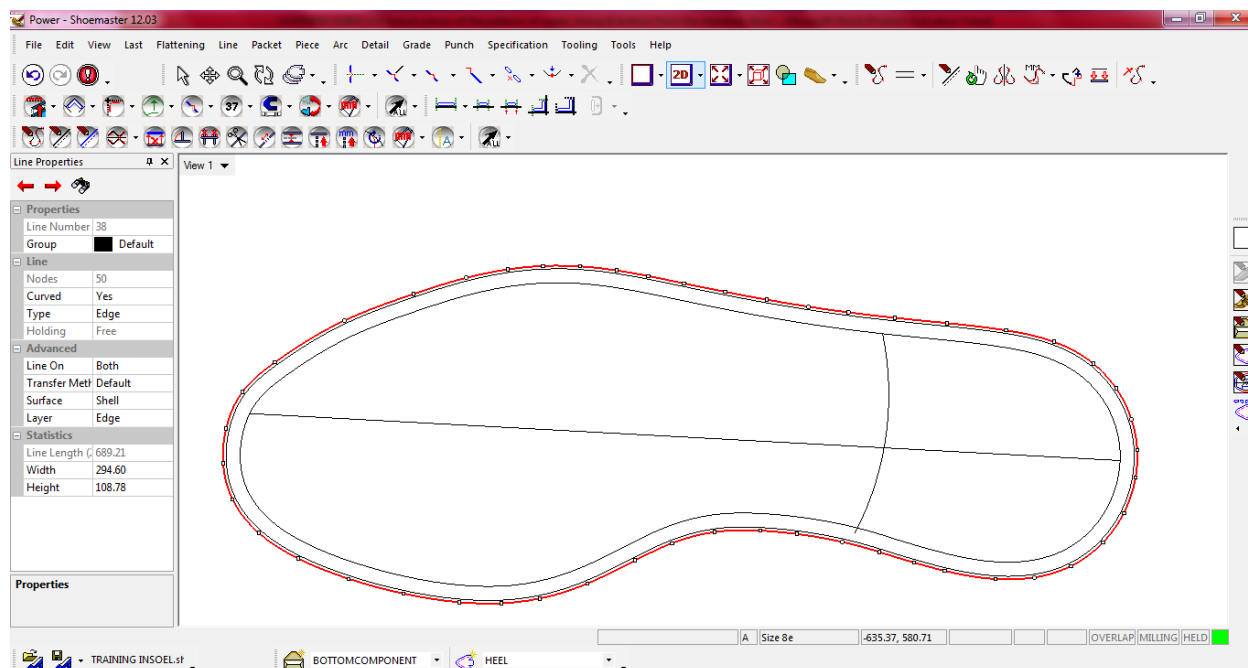 Power - Shoemaster 12.03
File Edit View Last Flattening Line Packet Piece Arc Detail Grade Punch Specification Tooling Tools Help
2D
37
Line Properties
View 1
Properties
Line Number 38
Group Default
Line
Nodes 50
Curved Yes
Type Edge
Holding Free
Advanced
Line On Both
Transfer Meth Default
Surface Shell
Layer Edge
Statistics
Line Length (2 689.21
Width 294.60
Height 108.78
Properties
A Size 8e -635.37, 580.71 OVERLAP MILLING HELD
TRAINING INSOEL.sh BOTTOMCOMPONENT HEEL